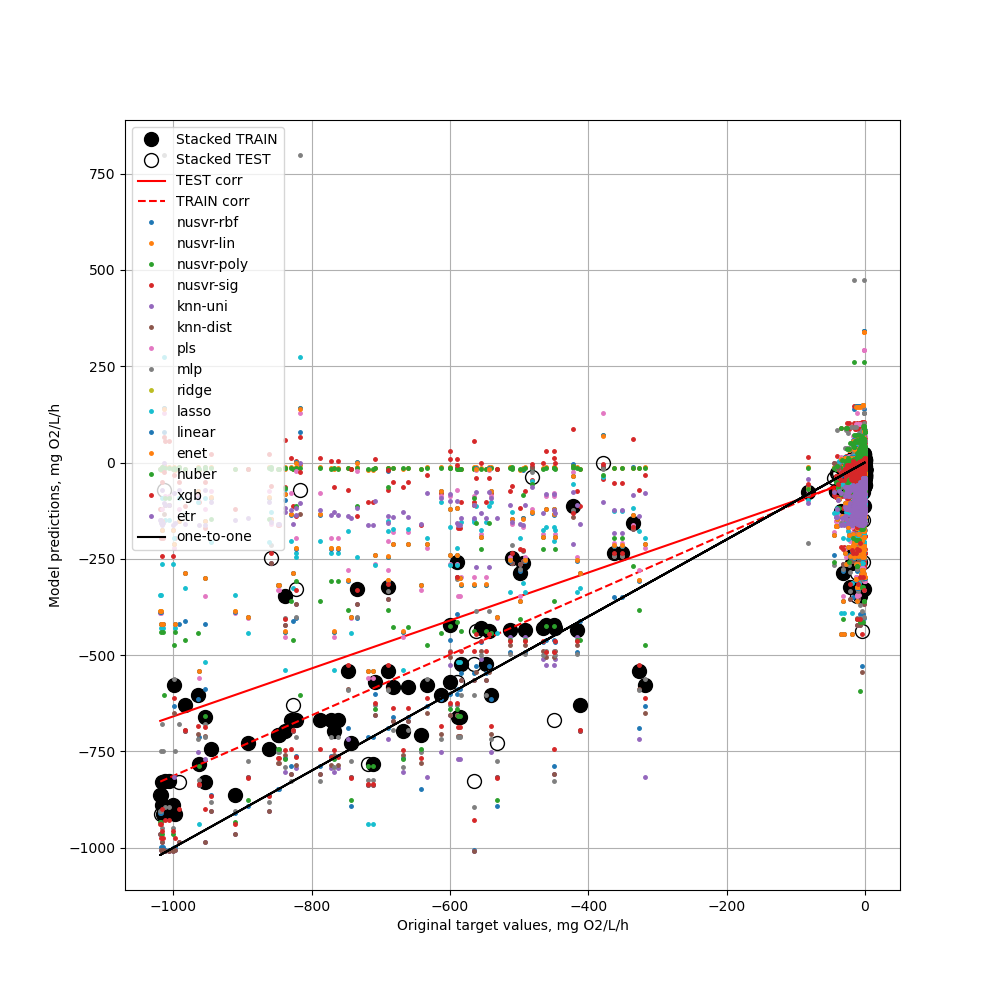 750
500
250
0
−250
−500
−750
−1000
Model predictions, mg O2/L/h
Stacked TRAIN
Stacked TEST
TEST corr
TRAIN corr
nusvr-rbf
nusvr-lin
nusvr-poly
nusvr-sig
knn-uni
knn-dist
pls
mlp
ridge
lasso
linear
enet
huber
xgb
etr
one-to-one
−1000 −800 −600 −400 −200 0
Original target values, mg O2/L/h